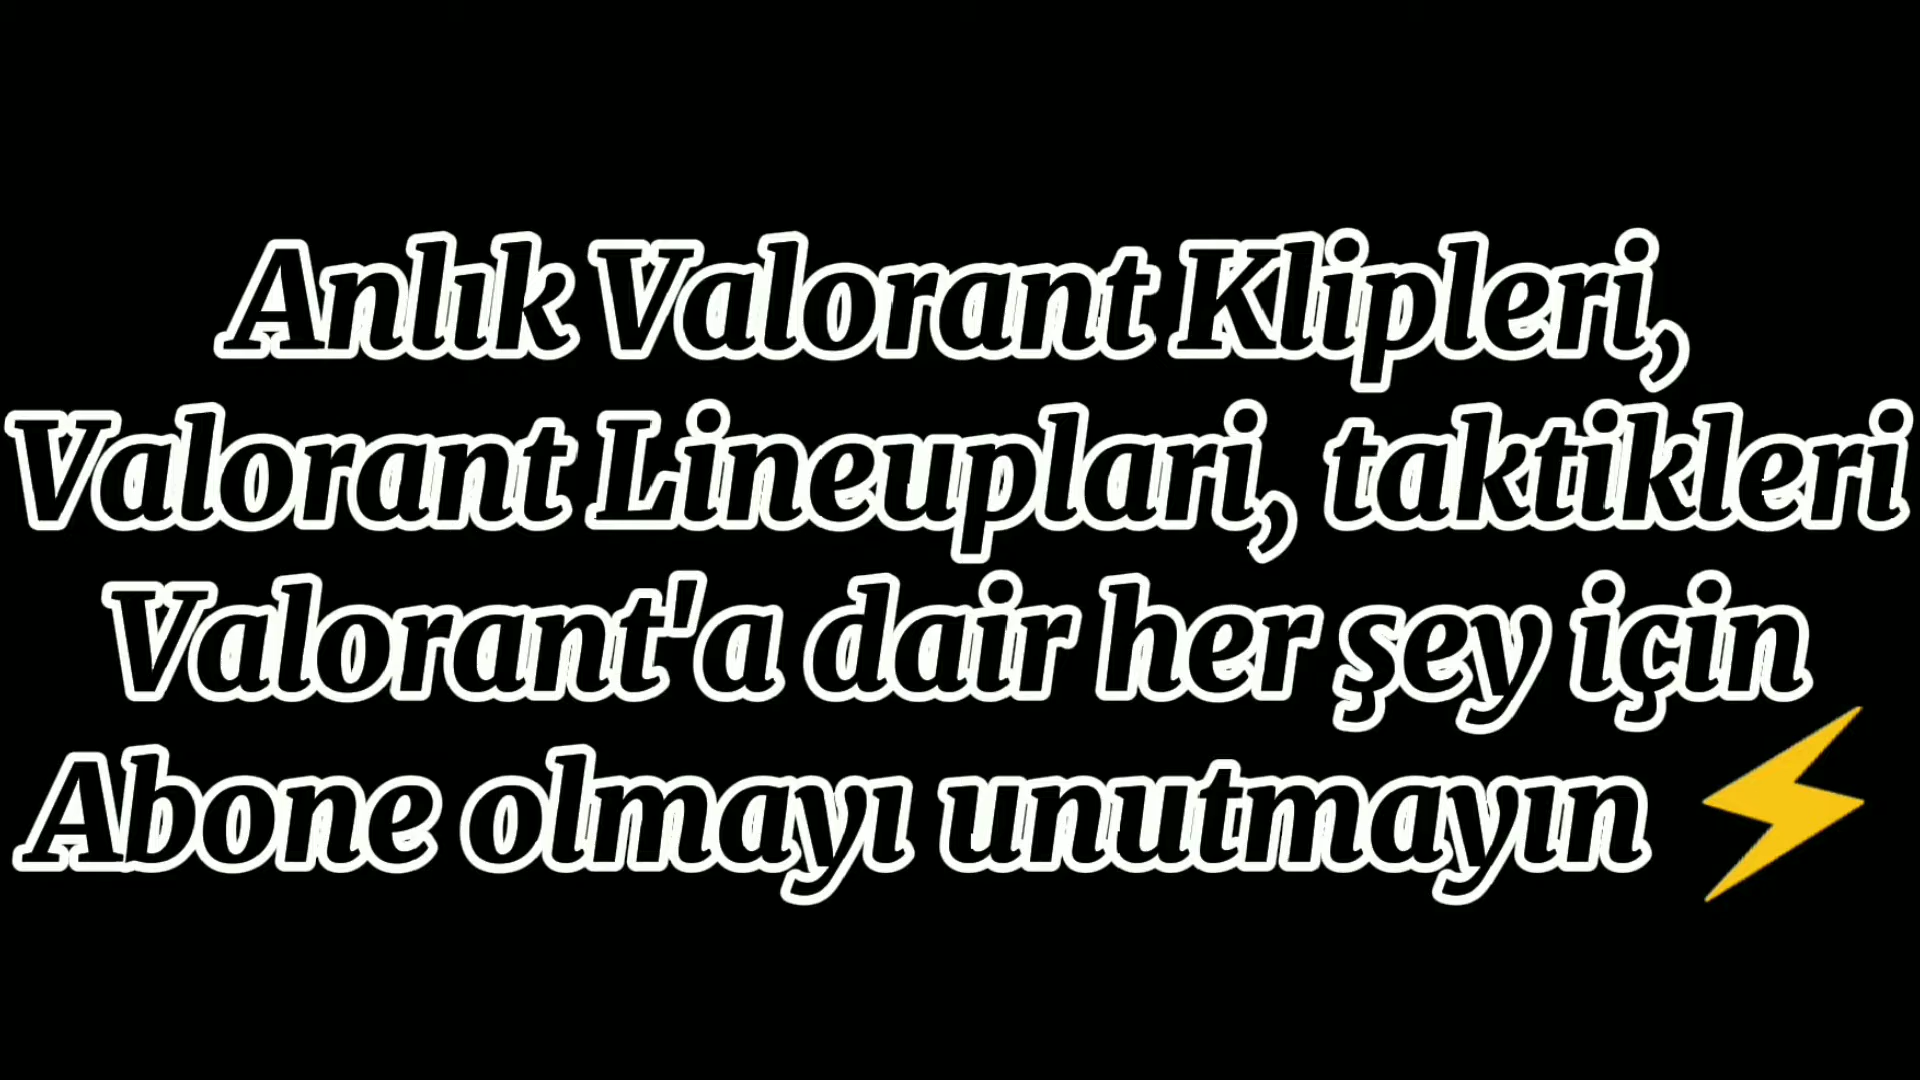 Anlık Valorant Klipleri,
Valorant Lineuplari, taktikleri
Valorant'a dair her şey için
Abone olmayı unutmayın ⚡